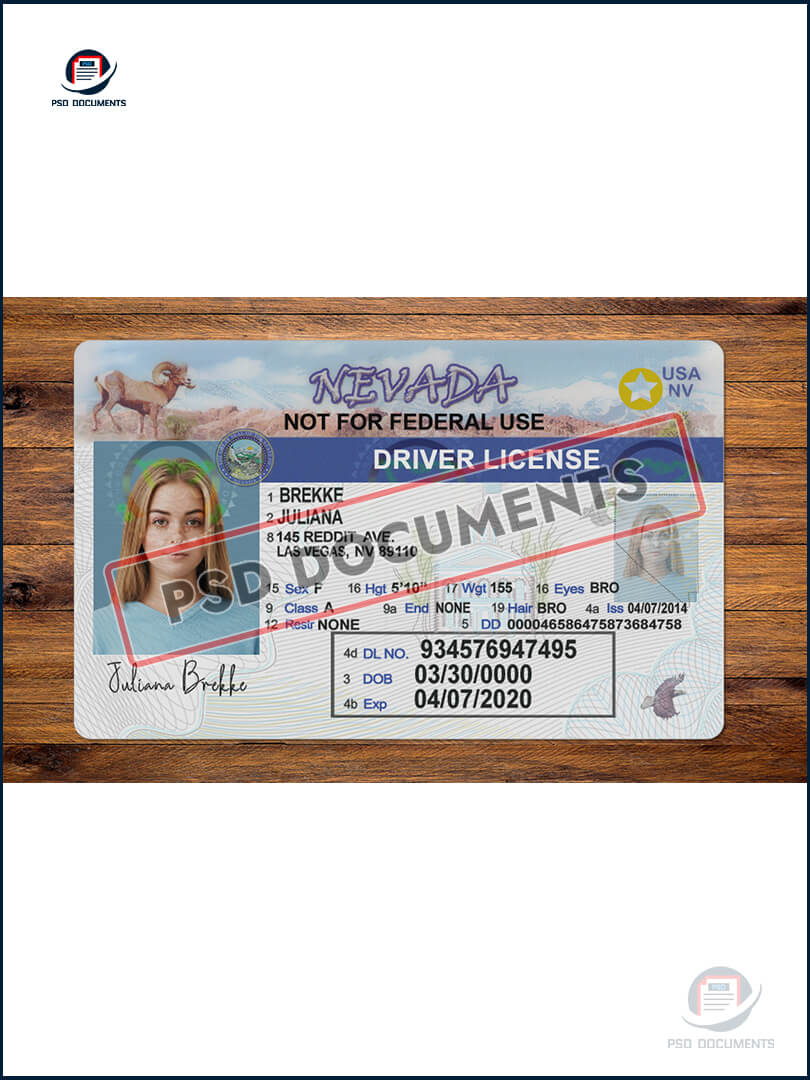 PSD
PSD DOCUMENTS
NEVADA
USA
NV
NOT FOR FEDERAL USE
DRIVER LICENSE
1 BREKKE
2 JULIANA
8 145 REDDIT AVE.
LAS VEGAS, NV 89110
PSD DOCUMENTS
15 Sex F 16 Hgt 5'10" 17 Wgt 155 16 Eyes BRO
9 Class A 9a End NONE 19 Hair BRO 4a Iss 04/07/2014
12 Restr NONE 5 DD 0000465864758736847​58
4d DL NO. 934576947495
3 DOB 03/30/0000
4b Exp 04/07/2020
Juliana Brekke
PSD
PSD DOCUMENTS